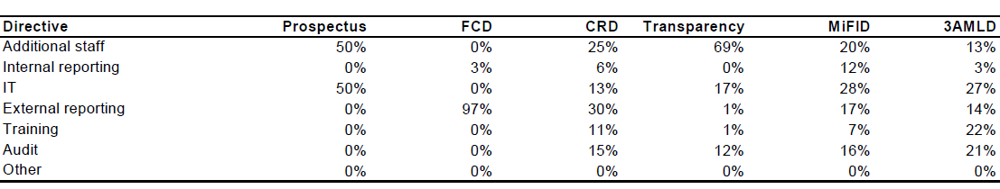 Directive Prospectus FCD CRD Transparency MiFID 3AMLD
Additional staff 50% 0% 25% 69% 20% 13%
Internal reporting 0% 3% 6% 0% 12% 3%
IT 50% 0% 13% 17% 28% 27%
External reporting 0% 97% 30% 1% 17% 14%
Training 0% 0% 11% 1% 7% 22%
Audit 0% 0% 15% 12% 16% 21%
Other 0% 0% 0% 0% 0% 0%